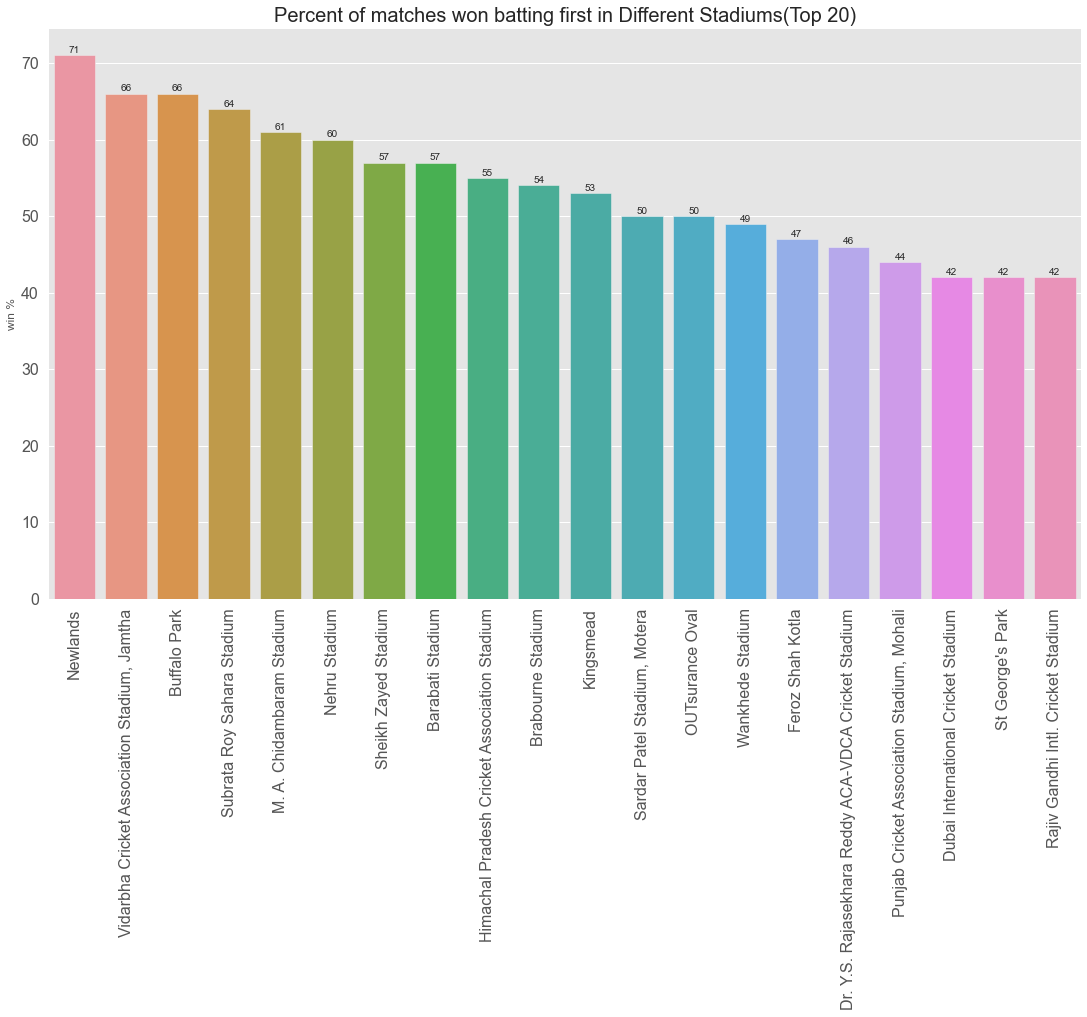 Percent of matches won batting first in Different Stadiums(Top 20)
win %
70
60
50
40
30
20
10
0
71
66
66
64
61
60
57
57
55
54
53
50
50
49
47
46
44
42
42
42
Newlands
Vidarbha Cricket Association Stadium, Jamtha
Buffalo Park
Subrata Roy Sahara Stadium
M. A. Chidambaram Stadium
Nehru Stadium
Sheikh Zayed Stadium
Barabati Stadium
Himachal Pradesh Cricket Association Stadium
Brabourne Stadium
Kingsmead
Sardar Patel Stadium, Motera
OUTsurance Oval
Wankhede Stadium
Feroz Shah Kotla
Dr. Y.S. Rajasekhara Reddy ACA-VDCA Cricket Stadium
Punjab Cricket Association Stadium, Mohali
Dubai International Cricket Stadium
St George's Park
Rajiv Gandhi Intl. Cricket Stadium